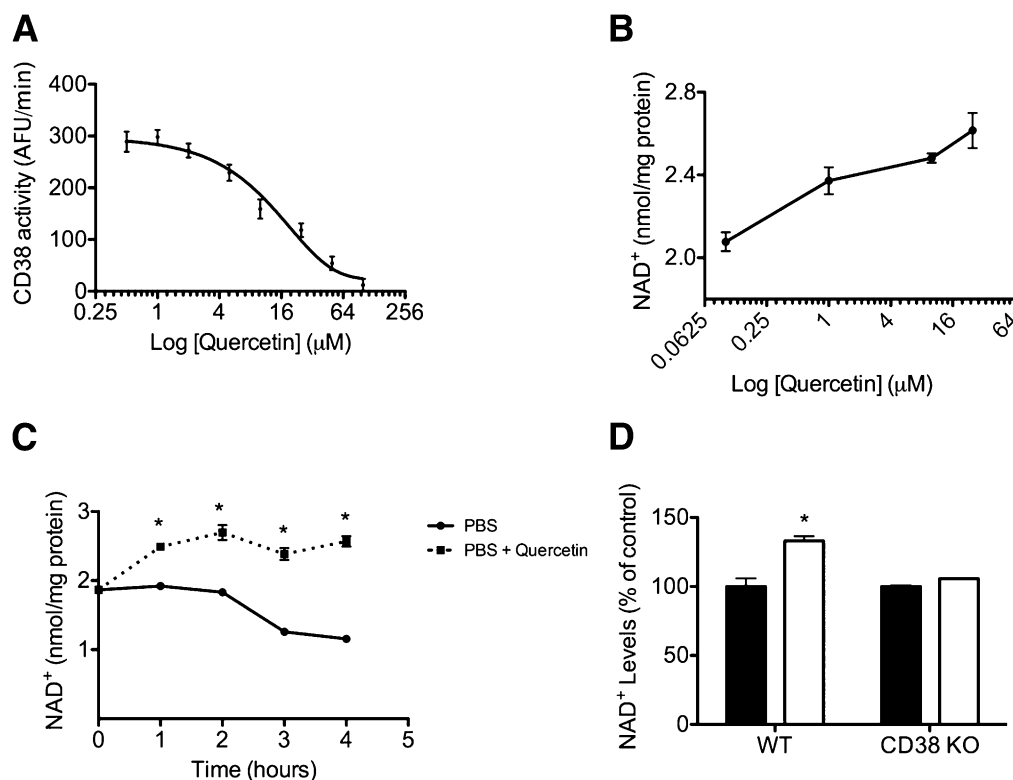 A
CD38 activity (AFU/min)
400
300
200
100
0
0.25 1 4 16 64 256
Log [Quercetin] (μM)
B
NAD+ (nmol/mg protein)
2.8
2.4
2.0
0.0625 0.25 1 4 16 64
Log [Quercetin] (μM)
C
NAD+ (nmol/mg protein)
3
2
1
* * * *
0 1 2 3 4 5
Time (hours)
PBS
PBS + Quercetin
D
NAD+ Levels (% of control)
150
100
50
0
*
WT CD38 KO